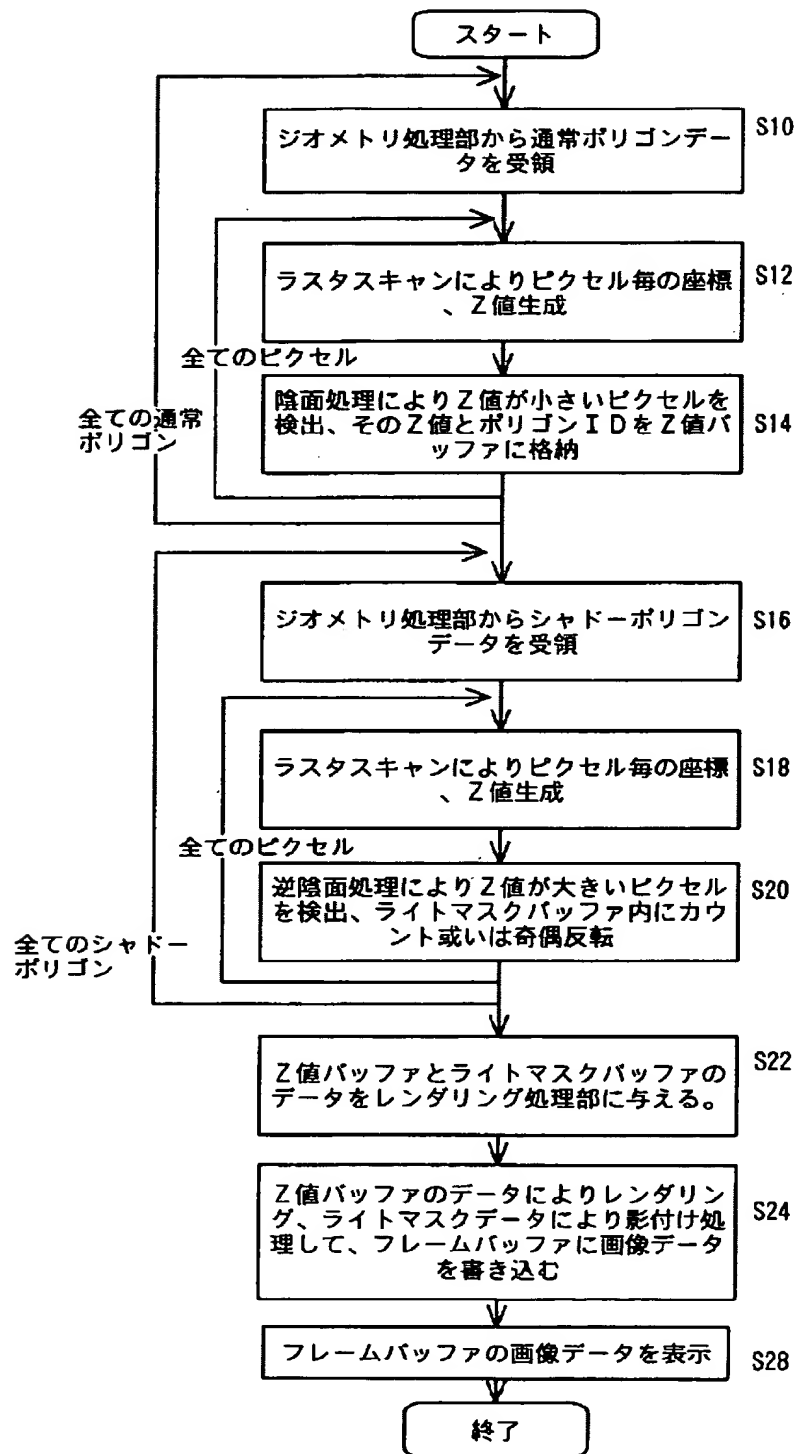 スタート
ジオメトリ処理部から通常ポリゴンデー
タを受領
S10
ラスタスキャンによりピクセル毎の座標
、Z値生成
S12
全てのピクセル
陰面処理によりZ値が小さいピクセルを
検出、そのZ値とポリゴンIDをZ値バ
ッファに格納
S14
全ての通常
ポリゴン
ジオメトリ処理部からシャドーポリゴン
データを受領
S16
ラスタスキャンによりピクセル毎の座標
、Z値生成
S18
全てのピクセル
逆陰面処理によりZ値が大きいピクセル
を検出、ライトマスクバッファ内にカウ
ント或いは奇偶反転
S20
全てのシャドー
ポリゴン
Z値バッファとライトマスクバッファの
データをレンダリング処理部に与える。
S22
Z値バッファのデータによりレンダリン
グ、ライトマスクデータにより影付け処
理して、フレームバッファに画像データ
を書き込む
S24
フレームバッファの画像データを表示
S28
終了